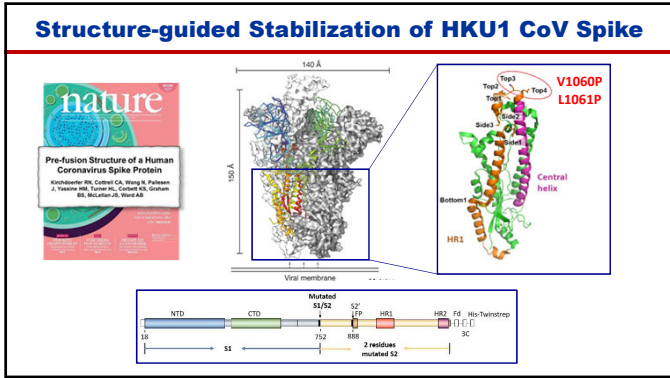 Structure-guided Stabilization of HKU1 CoV Spike
nature
Pre-fusion Structure of a Human
Coronavirus Spike Protein
Kirchdoerfer RN, Cottrell CA, Wang N, Pallesen
J, Yassine HM, Turner HL, Corbett KS, Graham
BS, McLellan JS, Ward AB
140 Å
150 Å
Viral membrane
Top3
Top2
Top4
Top1
Side2
Side3
Side1
Bottom1
HR1
Central
helix
V1060P
L1061P
Mutated
S1/S2
S2'
NTD
CTD
FP
HR1
HR2
Fd
His-Twinstrep
3C
18
752
888
S1
2 residues
mutated S2